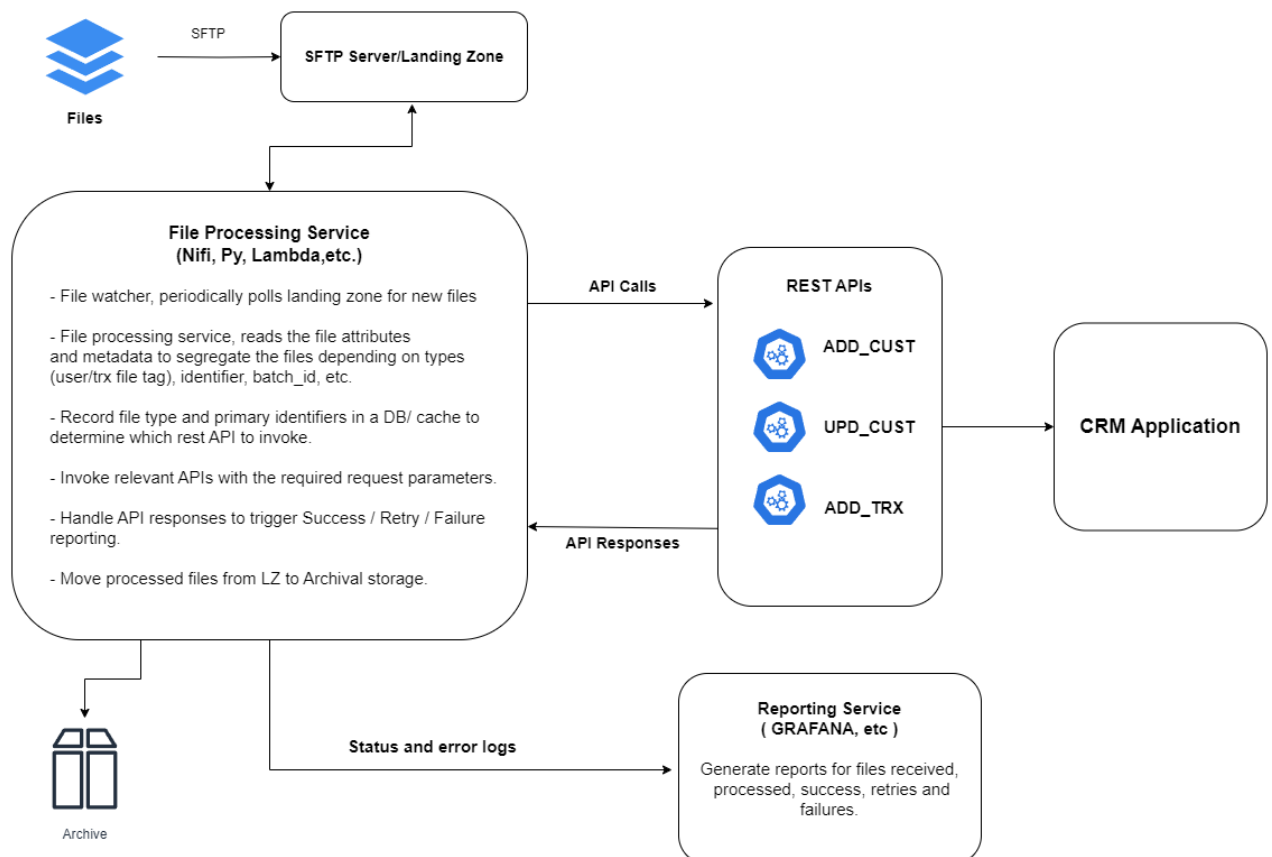 SFTP
SFTP Server/Landing Zone
Files
File Processing Service
(Nifi, Py, Lambda,etc.)
- File watcher, periodically polls landing zone for new files
- File processing service, reads the file attributes
and metadata to segregate the files depending on types
(user/trx file tag), identifier, batch_id, etc.
- Record file type and primary identifiers in a DB/ cache to
determine which rest API to invoke.
- Invoke relevant APIs with the required request parameters.
- Handle API responses to trigger Success / Retry / Failure
reporting.
- Move processed files from LZ to Archival storage.
API Calls
API Responses
REST APIs
ADD_CUST
UPD_CUST
ADD_TRX
CRM Application
Archive
Status and error logs
Reporting Service
( GRAFANA, etc )
Generate reports for files received,
processed, success, retries and
failures.